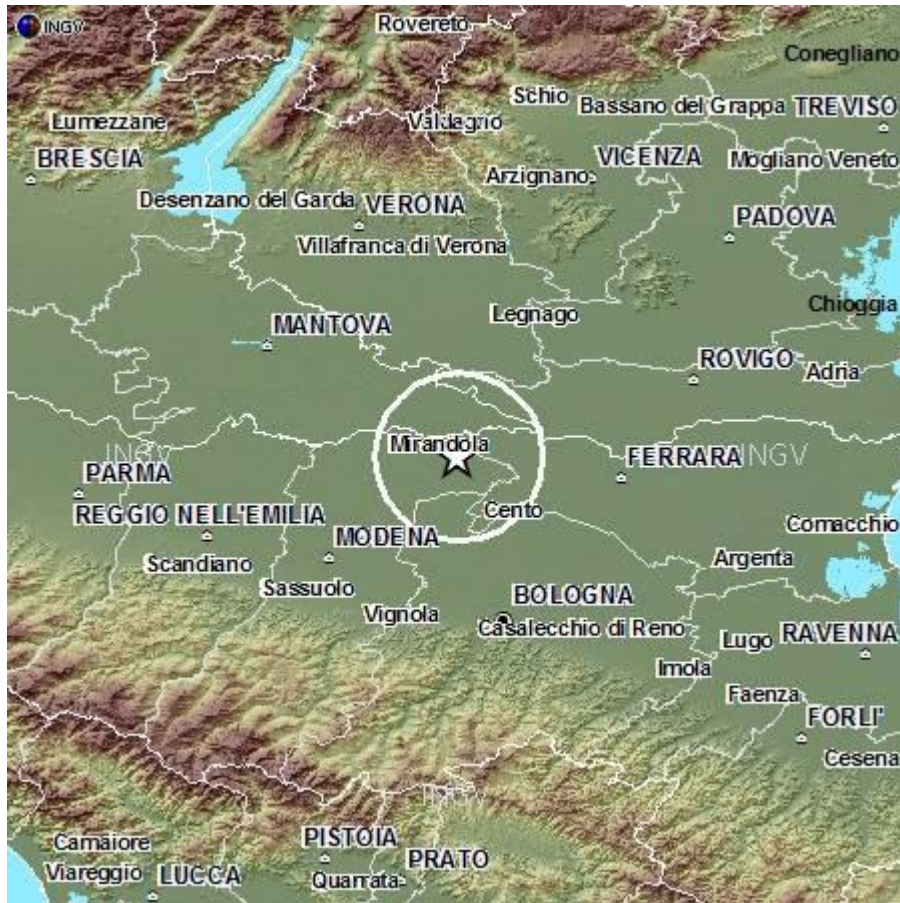 INGV
Rovereto
Conegliano
Schio
Bassano del Grappa
TREVISO
Lumezzane
Valdagno
BRESCIA
VICENZA
Mogliano Veneto
Arzignano
Desenzano del Garda
VERONA
PADOVA
Villafranca di Verona
Chioggia
Legnago
MANTOVA
ROVIGO
Adria
Mirandola
INGV
FERRARA
INGV
PARMA
Cento
REGGIO NELL'EMILIA
Comacchio
MODENA
Scandiano
Argenta
Sassuolo
BOLOGNA
Vignola
Casalecchio di Reno
Lugo
RAVENNA
Imola
Faenza
FORLI'
Cesena
INGV
Camaiore
PISTOIA
Viareggio
LUCCA
PRATO
Quarrata